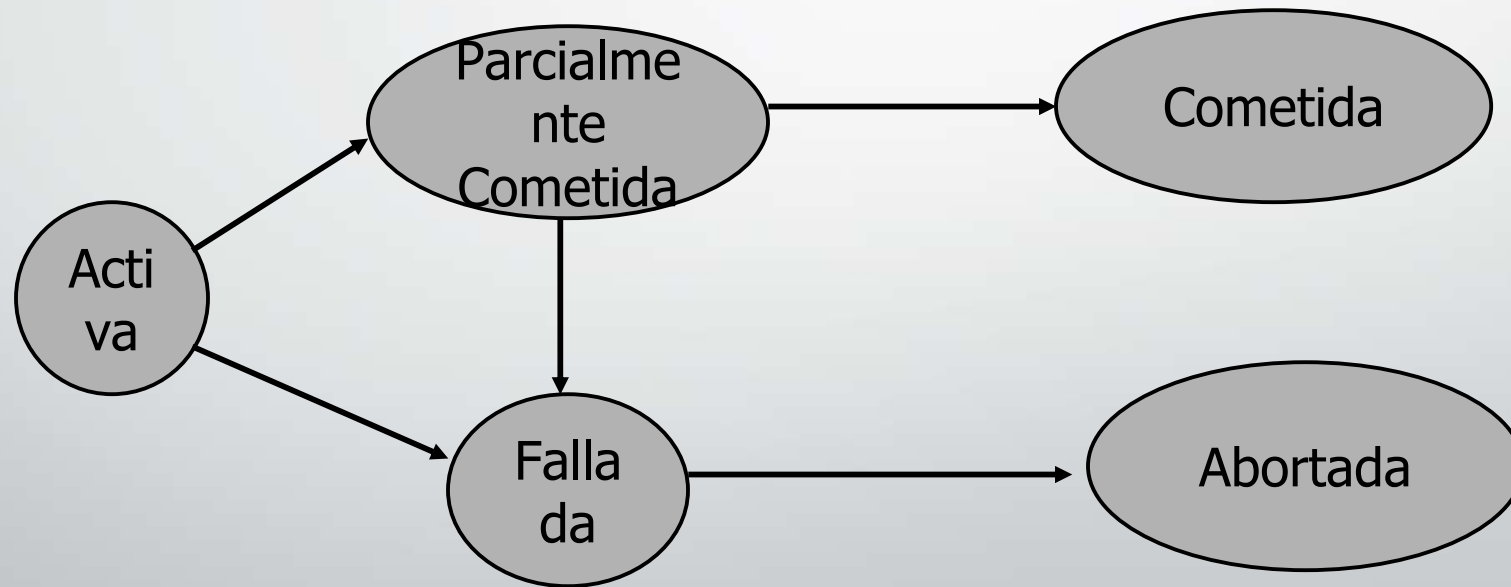 Parcialme
nte
Cometida
Cometida
Acti
va
Falla
da
Abortada